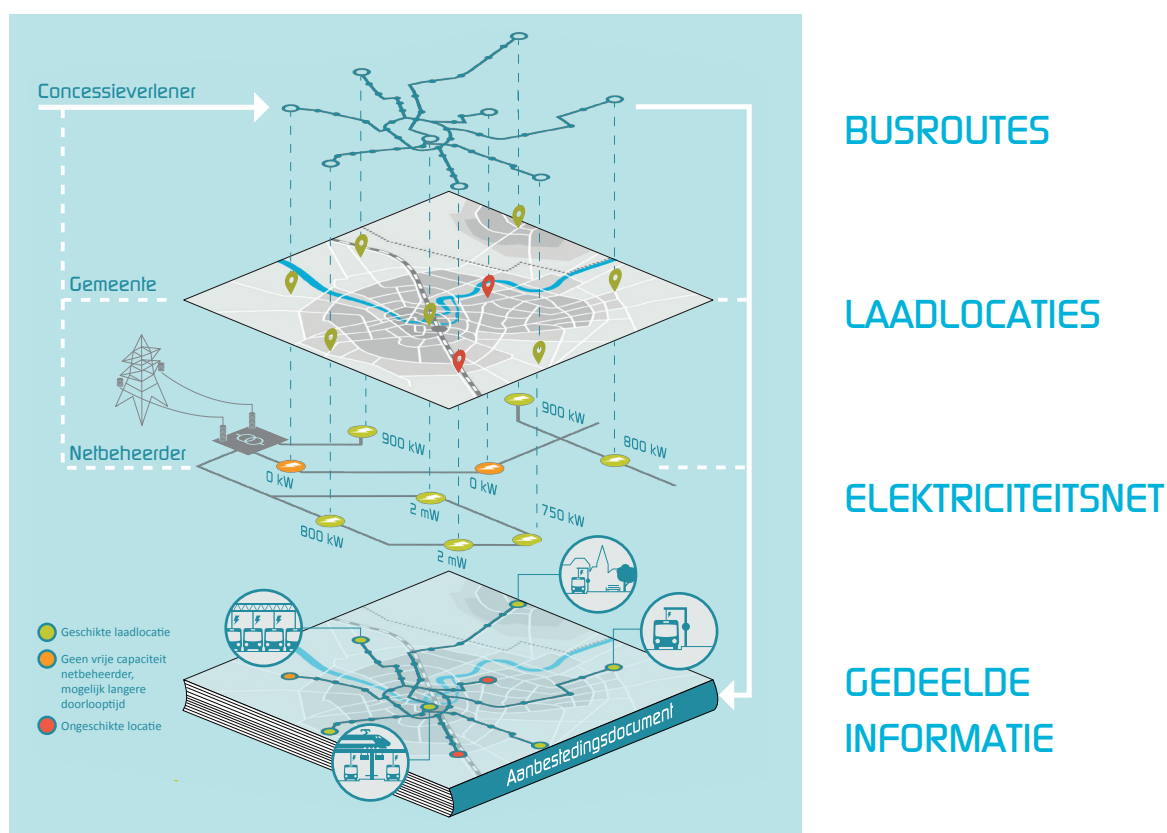 Concessieverlener
BUSROUTES
Gemeente
LAADLOCATIES
Netbeheerder
900 kW
900 kW
800 kW
0 kW
0 kW
2 mW
750 kW
800 kW
2 mW
ELEKTRICITEITSNET
Geschikte laadlocatie
Geen vrije capaciteit
netbeheerder,
mogelijk langere
doorlooptijd
Ongeschikte locatie
Aanbestedingsdocument
GEDEELDE
INFORMATIE